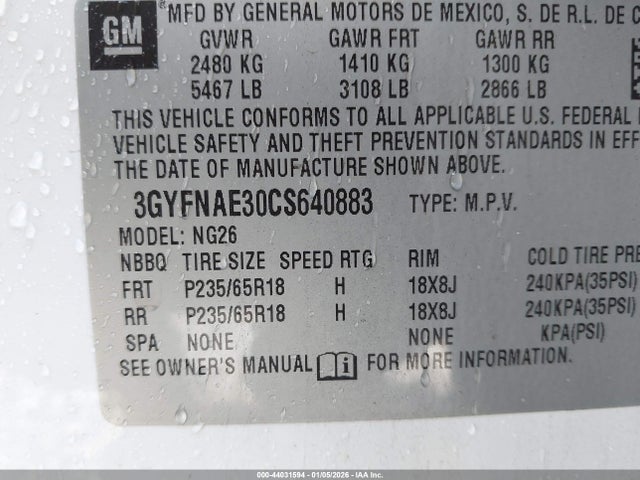 GM
MFD BY GENERAL MOTORS DE MEXICO, S. DE R.L. DE
GVWR GAWR FRT GAWR RR
2480 KG 1410 KG 1300 KG
5467 LB 3108 LB 2866 LB
THIS VEHICLE CONFORMS TO ALL APPLICABLE U.S. FEDERAL
VEHICLE SAFETY AND THEFT PREVENTION STANDARDS IN EFF
THE DATE OF MANUFACTURE SHOWN ABOVE.
3GYFNAE30CS640883 TYPE: M.P.V.
MODEL: NG26
NBBQ TIRE SIZE SPEED RTG RIM COLD TIRE PRE
FRT P235/65R18 H 18X8J 240KPA(35PSI)
RR P235/65R18 H 18X8J 240KPA(35PSI)
SPA NONE NONE KPA(PSI)
SEE OWNER'S MANUAL i FOR MORE INFORMATION.
000-44031594 - 01/05/2026 - IAA, Inc.